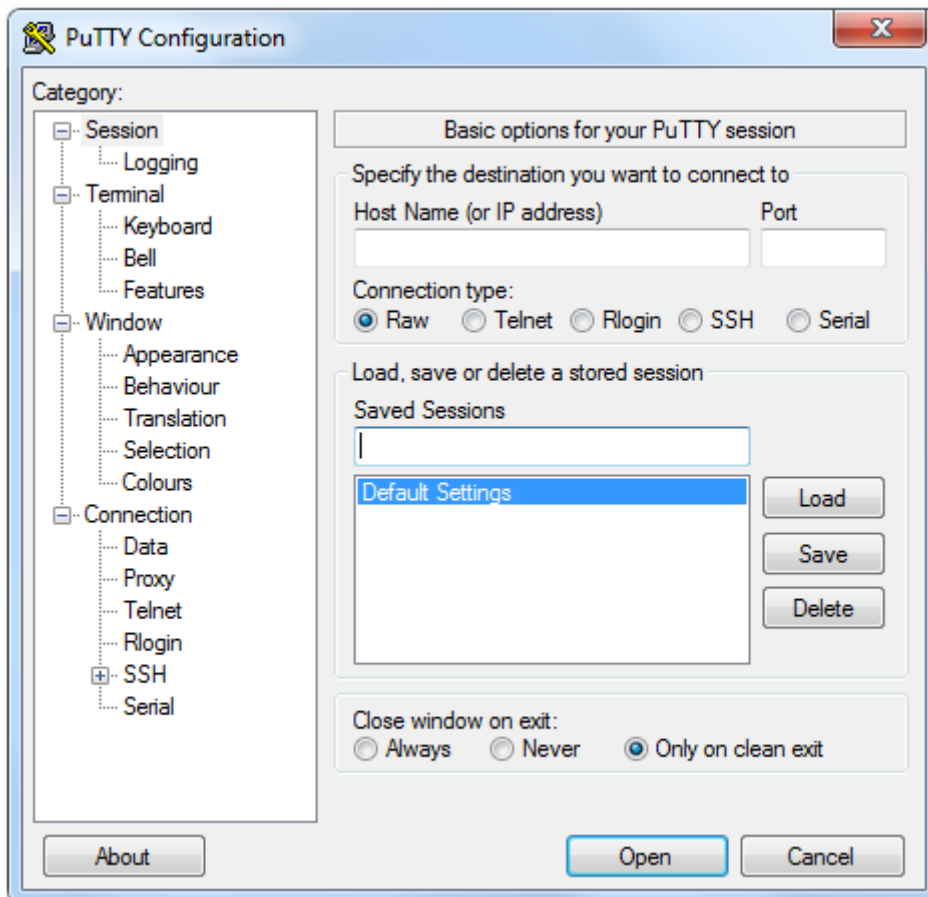 PuTTY Configuration
Category:
Session
Logging
Terminal
Keyboard
Bell
Features
Window
Appearance
Behaviour
Translation
Selection
Colours
Connection
Data
Proxy
Telnet
Rlogin
SSH
Serial
Basic options for your PuTTY session
Specify the destination you want to connect to
Host Name (or IP address) Port
Connection type:
Raw Telnet Rlogin SSH Serial
Load, save or delete a stored session
Saved Sessions
Default Settings
Load
Save
Delete
Close window on exit:
Always Never Only on clean exit
About Open Cancel